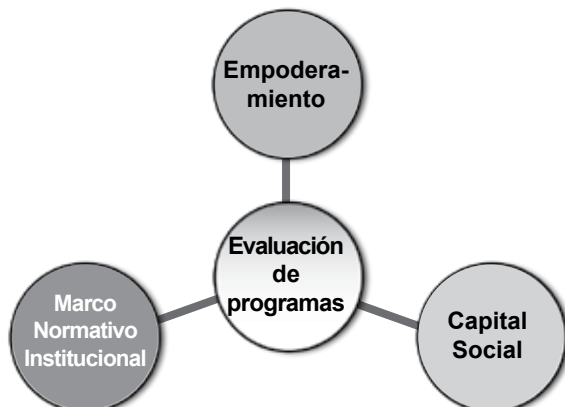 Empodera-
miento
Evaluación
de
programas
Marco
Normativo
Institucional
Capital
Social